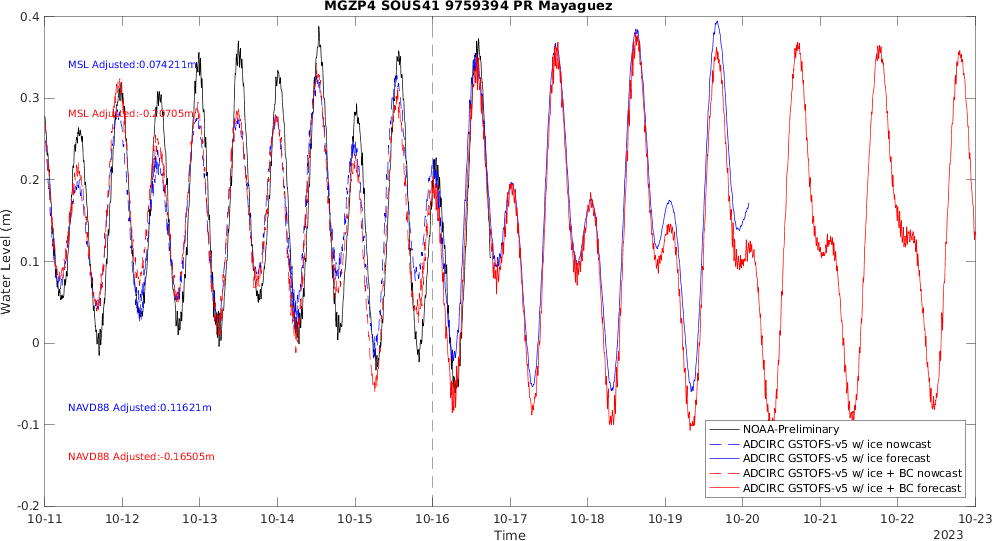 MGZP4 SOUS41 9759394 PR Mayaguez
Water Level (m)
0.4
0.3
0.2
0.1
0
-0.1
-0.2
MSL Adjusted:0.074211m
MSL Adjusted:-0.20705m
NAVD88 Adjusted:0.11621m
NAVD88 Adjusted:-0.16505m
NOAA-Preliminary
ADCIRC GSTOFS-v5 w/ ice nowcast
ADCIRC GSTOFS-v5 w/ ice forecast
ADCIRC GSTOFS-v5 w/ ice + BC nowcast
ADCIRC GSTOFS-v5 w/ ice + BC forecast
10-11 10-12 10-13 10-14 10-15 10-16 10-17 10-18 10-19 10-20 10-21 10-22 10-23
Time
2023